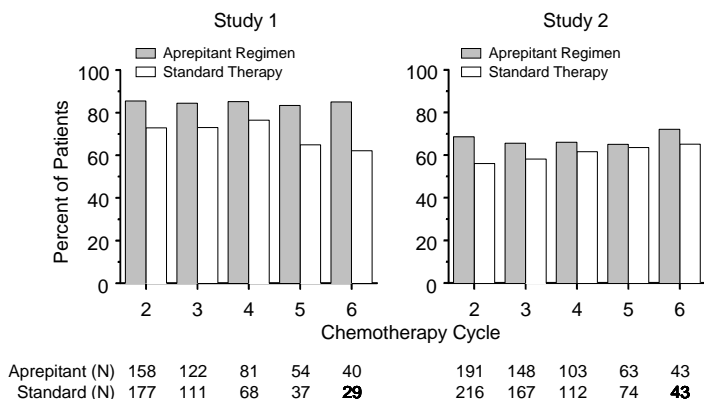 Study 1
Study 2
Aprepitant Regimen
Standard Therapy
Aprepitant Regimen
Standard Therapy
Percent of Patients
100
80
60
40
20
0
100
80
60
40
20
0
2 3 4 5 6
2 3 4 5 6
Chemotherapy Cycle
Aprepitant (N) 158 122 81 54 40 191 148 103 63 43
Standard (N) 177 111 68 37 29 216 167 112 74 43